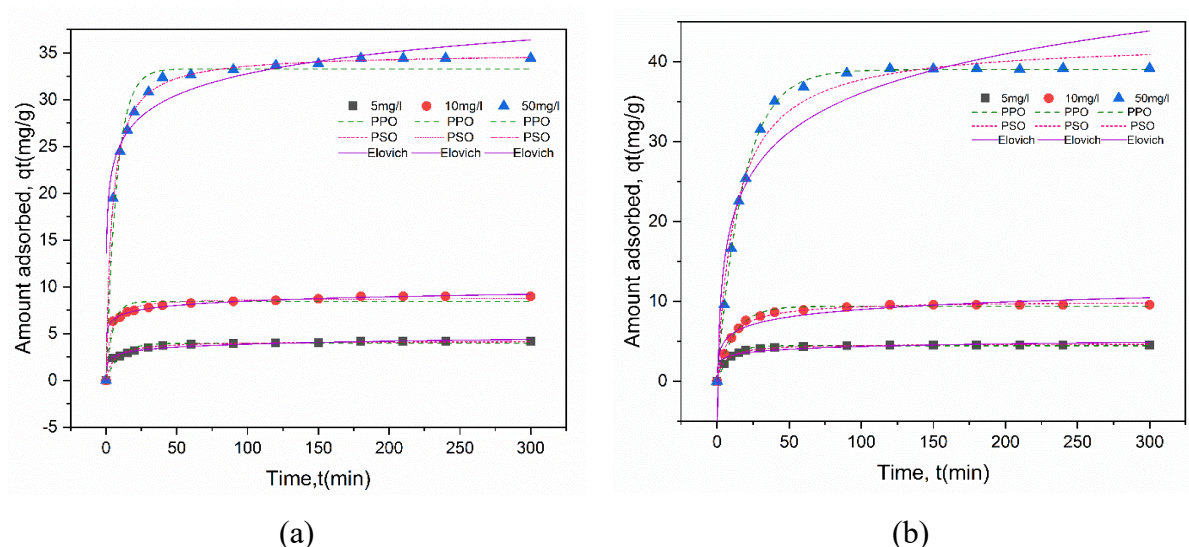 35
30
25
20
15
10
5
0
-5
Amount adsorbed, qt(mg/g)
5mg/l 10mg/l 50mg/l
PPO PPO PPO
PSO PSO PSO
Elovich Elovich Elovich
0 50 100 150 200 250 300
Time,t(min)
(a)
40
30
20
10
0
Amount adsorbed, qt(mg/g)
5mg/l 10mg/l 50mg/l
PPO PPO PPO
PSO PSO PSO
Elovich Elovich Elovich
0 50 100 150 200 250 300
Time, t(min)
(b)